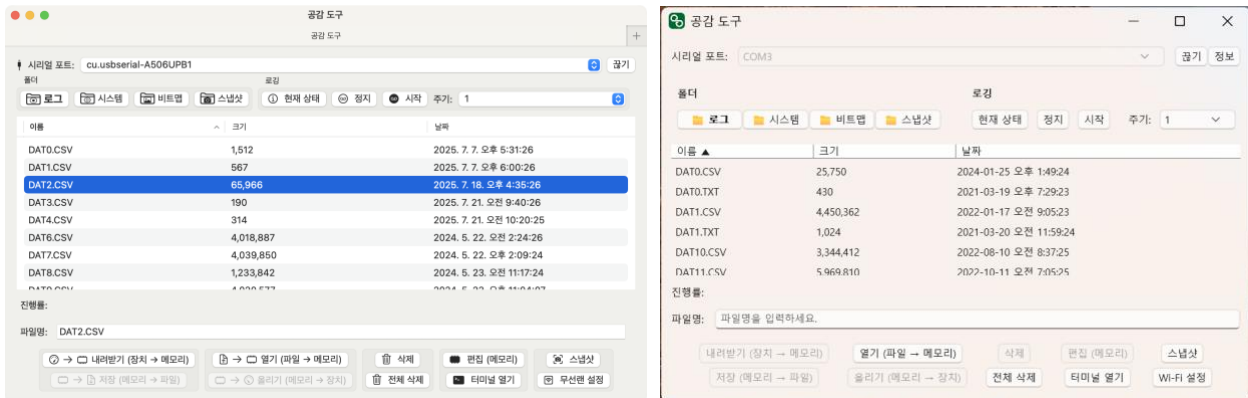 공감 도구
공감 도구
시리얼 포트: cu.usbserial-A506UPB1 끊기
폴더 로깅
로그 시스템 비트맵 스냅샷 현재 상태 정지 시작 주기: 1
이름 크기 날짜
DAT0.CSV 1,512 2025. 7. 7. 오후 5:31:26
DAT1.CSV 567 2025. 7. 7. 오후 6:00:26
DAT2.CSV 65,966 2025. 7. 18. 오후 4:35:26
DAT3.CSV 190 2025. 7. 21. 오전 9:40:26
DAT4.CSV 314 2025. 7. 21. 오전 10:20:25
DAT6.CSV 4,018,887 2024. 5. 22. 오전 2:24:26
DAT7.CSV 4,039,850 2024. 5. 22. 오후 2:09:24
DAT8.CSV 1,233,842 2024. 5. 23. 오전 11:17:24
진행률:
파일명: DAT2.CSV
→ 내려받기 (장치 → 메모리) → 열기 (파일 → 메모리) 삭제 편집 (메모리) 스냅샷
→ 저장 (메모리 → 파일) → 올리기 (메모리 → 장치) 전체 삭제 터미널 열기 무선랜 설정
공감 도구
시리얼 포트: COM3 끊기 정보
폴더 로깅
로그 시스템 비트맵 스냅샷 현재 상태 정지 시작 주기: 1
이름 ▲ 크기 날짜
DAT0.CSV 25,750 2024-01-25 오후 1:49:24
DAT0.TXT 430 2021-03-19 오후 7:29:23
DAT1.CSV 4,450,362 2022-01-17 오전 9:05:23
DAT1.TXT 1,024 2021-03-20 오전 11:59:24
DAT10.CSV 3,344,412 2022-08-10 오전 8:37:25
DAT11.CSV 5,969,810 2022-10-11 오전 7:05:25
진행률:
파일명: 파일명을 입력하세요.
내려받기 (장치 → 메모리) 열기 (파일 → 메모리) 삭제 편집 (메모리) 스냅샷
저장 (메모리 → 파일) 올리기 (메모리 → 장치) 전체 삭제 터미널 열기 Wi-Fi 설정